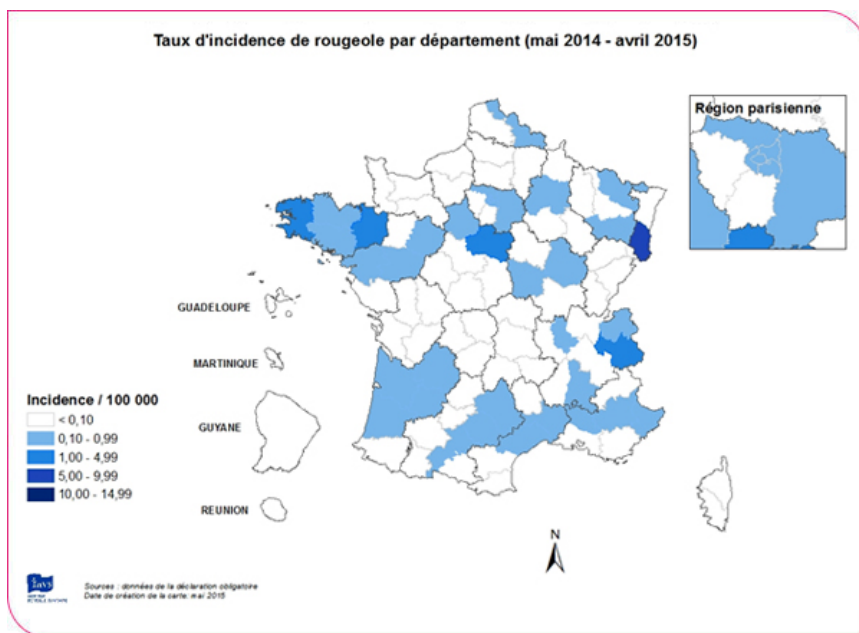 Taux d'incidence de rougeole par département (mai 2014 - avril 2015)
Région parisienne
GUADELOUPE
MARTINIQUE
GUYANE
REUNION
Incidence / 100 000
< 0,10
0,10 - 0,99
1,00 - 4,99
5,00 - 9,99
10,00 - 14,99
N
Sources : données de la déclaration obligatoire
Date de création de la carte: mai 2015